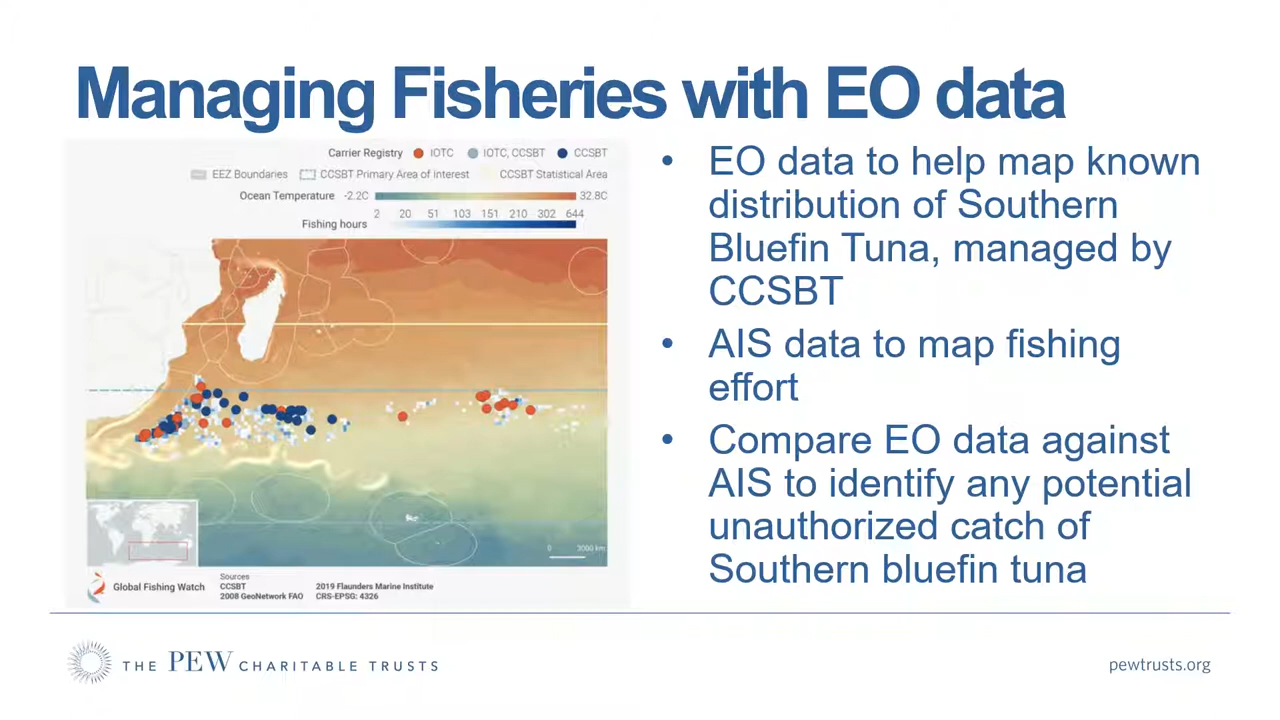 Managing Fisheries with EO data
Carrier Registry IOTC IOTC, CCSBT CCSBT
EEZ Boundaries CCSBT Primary Area of interest CCSBT Statistical Area
Ocean Temperature -2.2C 32.8C
2 20 51 103 151 210 302 644
Fishing hours
0 3000 km
Global Fishing Watch
Sources
CCSBT
2008 GeoNetwork FAO
2019 Flaunders Marine Institute
CRS-EPSG: 4326
• EO data to help map known
distribution of Southern
Bluefin Tuna, managed by
CCSBT
• AIS data to map fishing
effort
• Compare EO data against
AIS to identify any potential
unauthorized catch of
Southern bluefin tuna
THE PEW CHARITABLE TRUSTS
pewtrusts.org